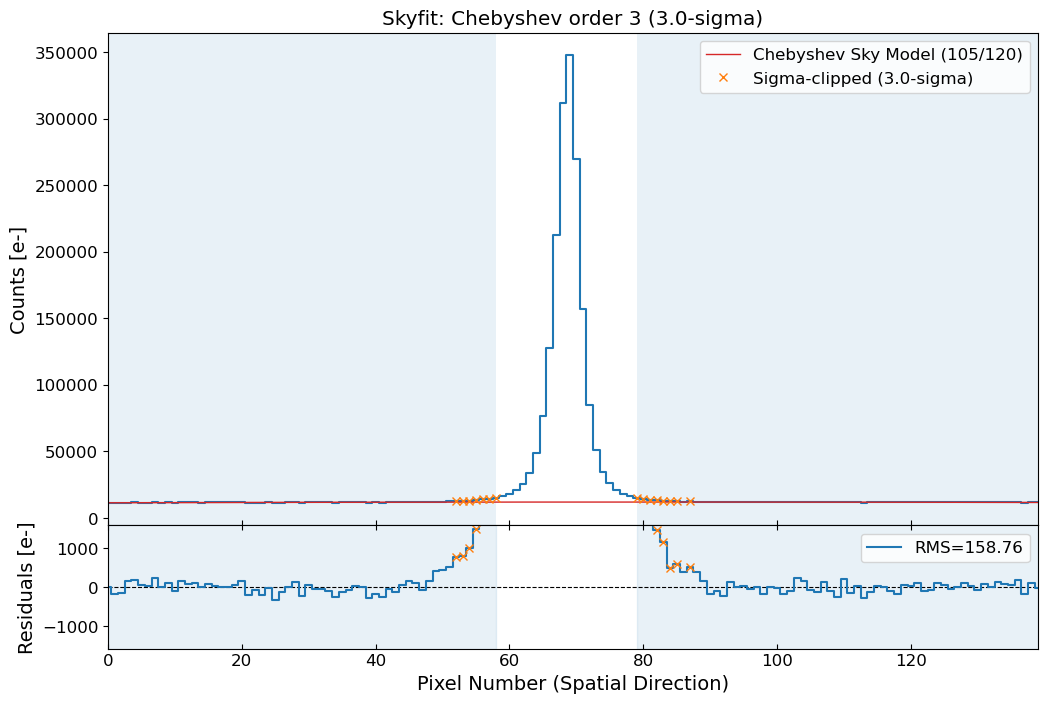 Skyfit: Chebyshev order 3 (3.0-sigma)
Chebyshev Sky Model (105/120)
Sigma-clipped (3.0-sigma)
Counts [e-]
350000
300000
250000
200000
150000
100000
50000
0
RMS=158.76
Residuals [e-]
1000
0
−1000
0 20 40 60 80 100 120
Pixel Number (Spatial Direction)